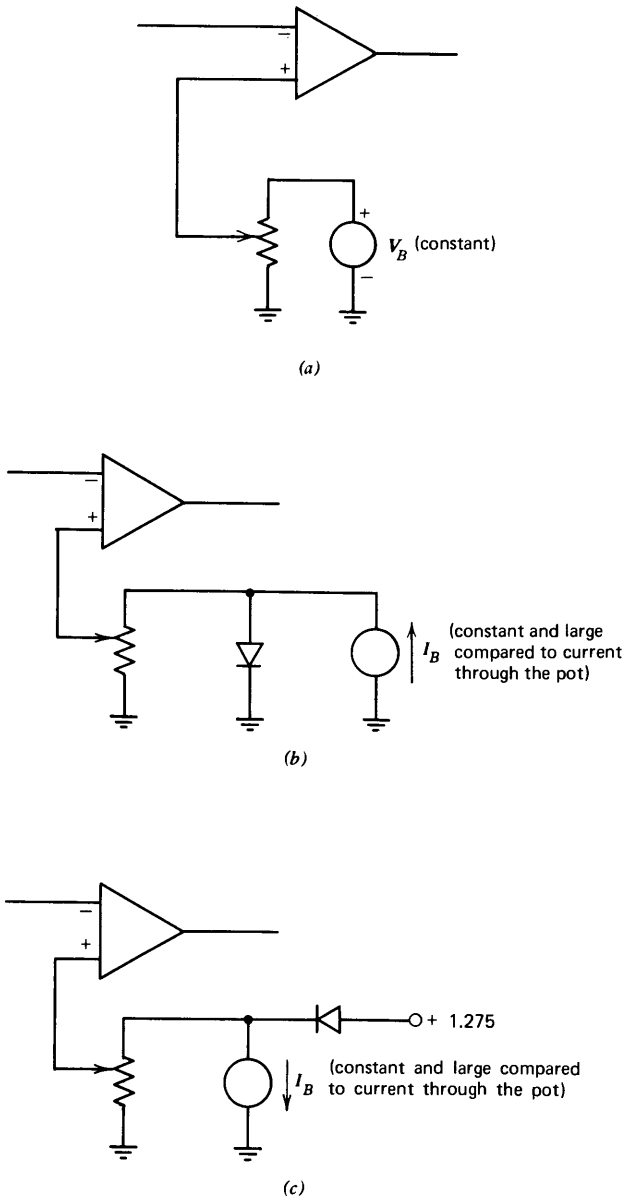 −
+
+
V_B (constant)
−
(a)
−
+
I_B (constant and large
compared to current
through the pot)
(b)
−
+
+ 1.275
I_B (constant and large compared
to current through the pot)
(c)